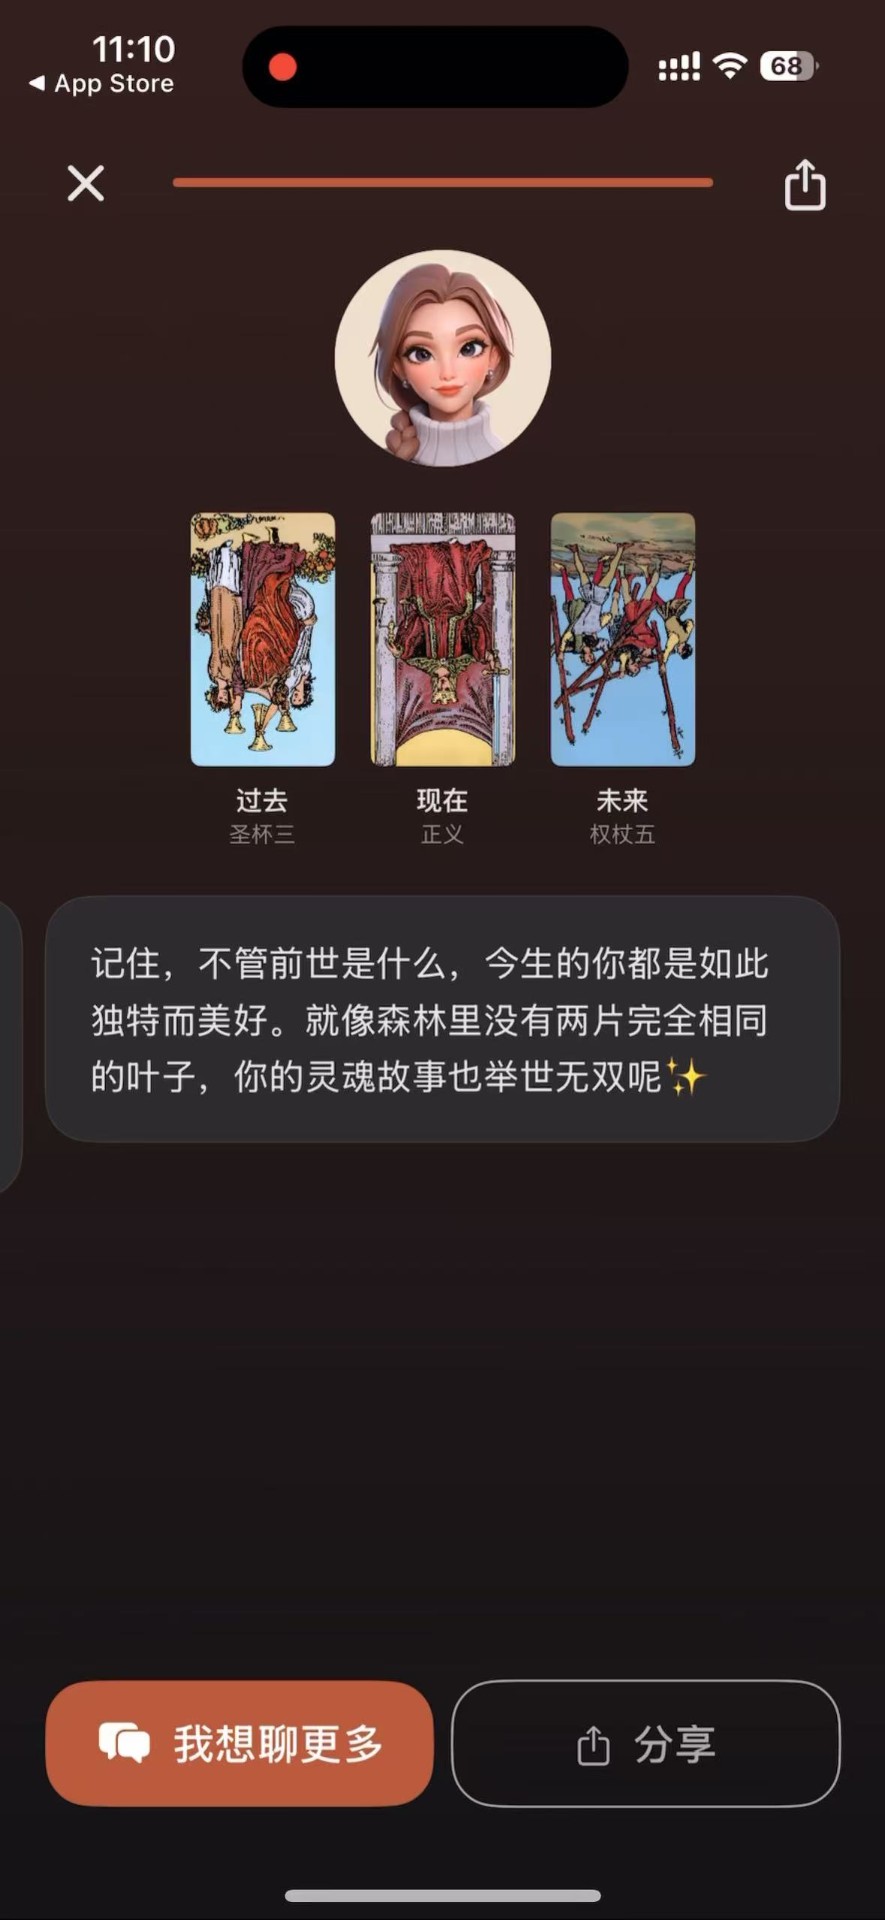 11:10
App Store
68
过去
现在
未来
圣杯三
正义
权杖五
记住，不管前世是什么，今生的你都是如此
独特而美好。就像森林里没有两片完全相同
的叶子，你的灵魂故事也举世无双呢✨
我想聊更多
分享